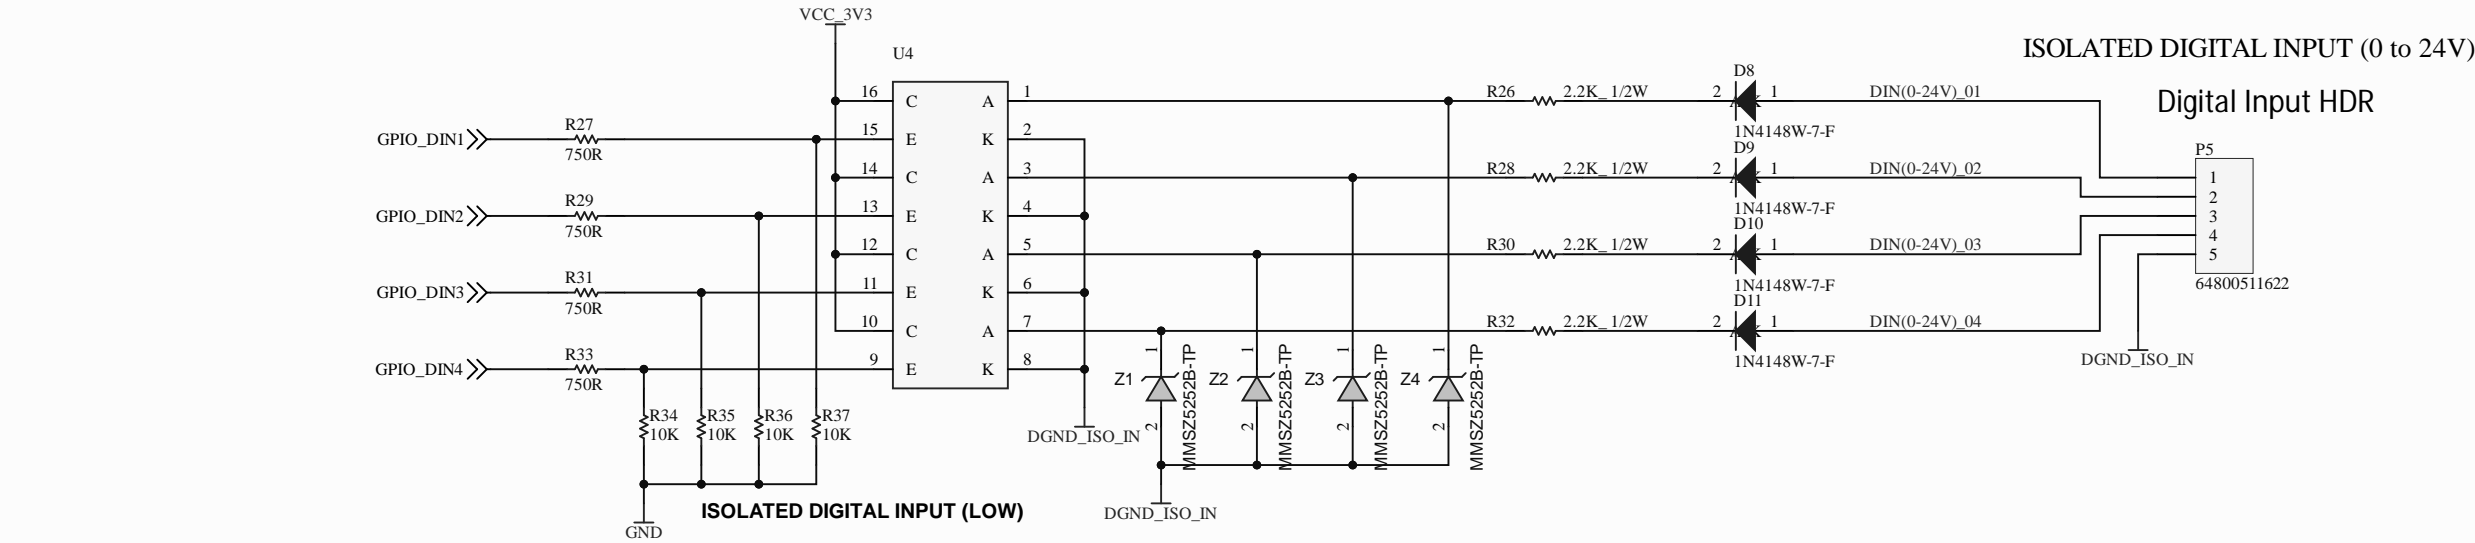 VCC_3V3
ISOLATED DIGITAL INPUT (0 to 24V)
U4
D8
Digital Input HDR
16 C A 1 R26 2.2K_ 1/2W 2 1 DIN(0-24V)_01
1N4148W-7-F
R27
GPIO_DIN1 15 E K 2
750R
D9
P5
14 C A 3 R28 2.2K_ 1/2W 2 1 DIN(0-24V)_02 1
2
R29
GPIO_DIN2 13 E K 4 3
750R
1N4148W-7-F
D10
4
12 C A 5 R30 2.2K_ 1/2W 2 1 DIN(0-24V)_03 5
R31
GPIO_DIN3 11 E K 6
750R
1N4148W-7-F
64800511622
D11
10 C A 7 R32 2.2K_ 1/2W 2 1 DIN(0-24V)_04
R33
GPIO_DIN4 9 E K 8
750R
1N4148W-7-F
DGND_ISO_IN
1 1 1 1
Z1 MMSZ5252B-TP Z2 MMSZ5252B-TP Z3 MMSZ5252B-TP Z4 MMSZ5252B-TP
2 2 2 2
R34 R35 R36 R37
10K 10K 10K 10K
DGND_ISO_IN
ISOLATED DIGITAL INPUT (LOW)
DGND_ISO_IN
GND